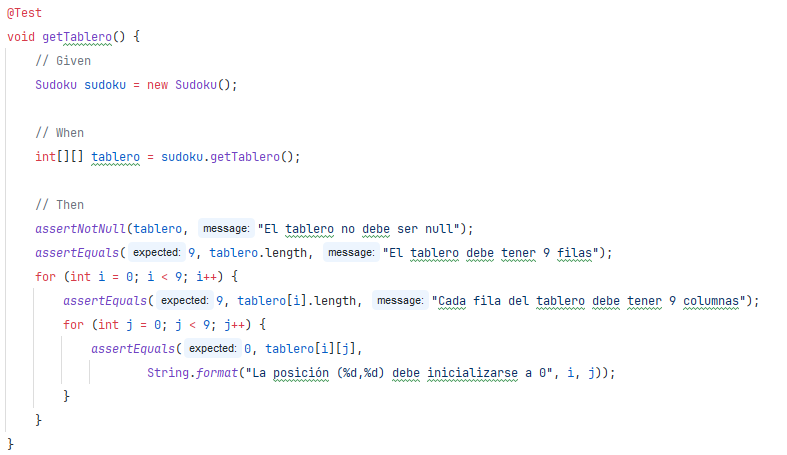 @Test
void getTablero() {
    // Given
    Sudoku sudoku = new Sudoku();

    // When
    int[][] tablero = sudoku.getTablero();

    // Then
    assertNotNull(tablero, message: "El tablero no debe ser null");
    assertEquals( expected: 9, tablero.length, message: "El tablero debe tener 9 filas");
    for (int i = 0; i < 9; i++) {
        assertEquals( expected: 9, tablero[i].length, message: "Cada fila del tablero debe tener 9 columnas");
        for (int j = 0; j < 9; j++) {
            assertEquals( expected: 0, tablero[i][j],
                    String.format("La posición (%d,%d) debe inicializarse a 0", i, j));
        }
    }
}